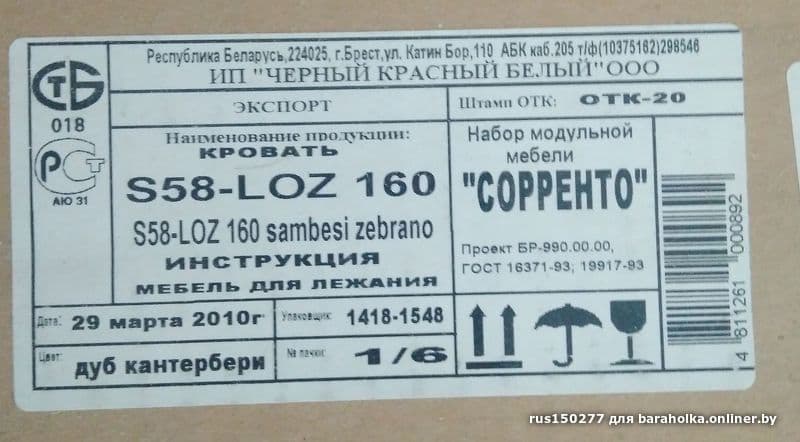 Республика Беларусь,224025, г.Брест,ул. Катин Бор,110 АБК каб.205 т/ф(10375162)298546
ИП "ЧЕРНЫЙ КРАСНЫЙ БЕЛЫЙ"ООО
СТБ
018
РСТ
АЮ 31
ЭКСПОРТ
Штамп ОТК: ОТК-20
Наименование продукции:
КРОВАТЬ
S58-LOZ 160
S58-LOZ 160 sambesi zebrano
ИНСТРУКЦИЯ
МЕБЕЛЬ ДЛЯ ЛЕЖАНИЯ
Набор модульной
мебели
"СОРРЕНТО"
Проект БР-990.00.00,
ГОСТ 16371-93; 19917-93
Дата: 29 марта 2010г
Упаковщик: 1418-1548
Цвет: дуб кантербери
№ пачки: 1/6
4 811261 000892
rus150277 для baraholka.onliner.by